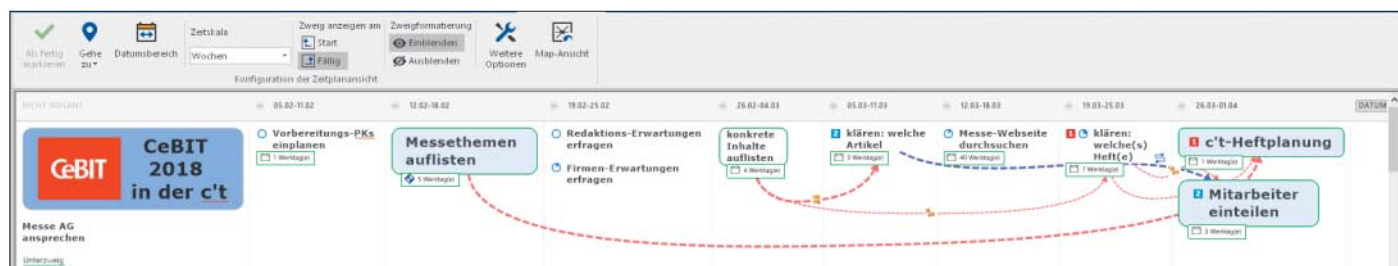 Als fertig
markieren
Gehe
zu
Datumsbereich
Zeitskala
Wochen
Zweig anzeigen am
Start
Fällig
Zweigformatierung
Einblenden
Ausblenden
Konfiguration der Zeitplanansicht
Weitere
Optionen
Map-Ansicht
NICHT GEPLANT
05.02-11.02
12.02-18.02
19.02-25.02
26.02-04.03
05.03-11.03
12.03-18.03
19.03-25.03
26.03-01.04
DATUM
CeBIT
CeBIT
2018
in der c't
Messe AG
ansprechen
Unterzweig
Vorbereitungs-PKs
einplanen
1 Werktag(e)
Messethemen
auflisten
5 Werktag(e)
Redaktions-Erwartungen
erfragen
Firmen-Erwartungen
erfragen
konkrete
Inhalte
auflisten
4 Werktag(e)
2 klären: welche
Artikel
3 Werktag(e)
Messe-Webseite
durchsuchen
40 Werktag(e)
1 klären:
welche(s)
Heft(e)
1 c't-Heftplanung
1 Werktag(e)
2 Mitarbeiter
einteilen
3 Werktag(e)